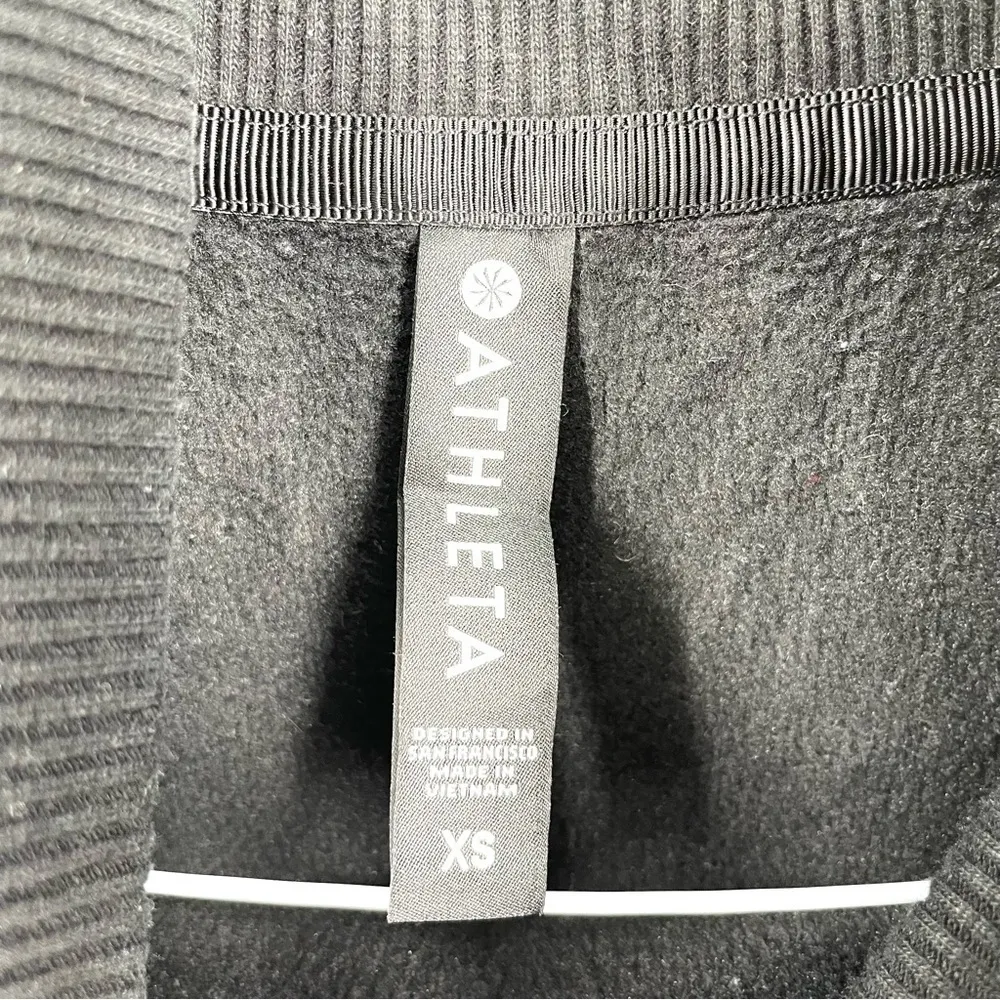 ATHLETA
DESIGNED IN
SAN FRANCISCO
MADE IN
VIETNAM
XS